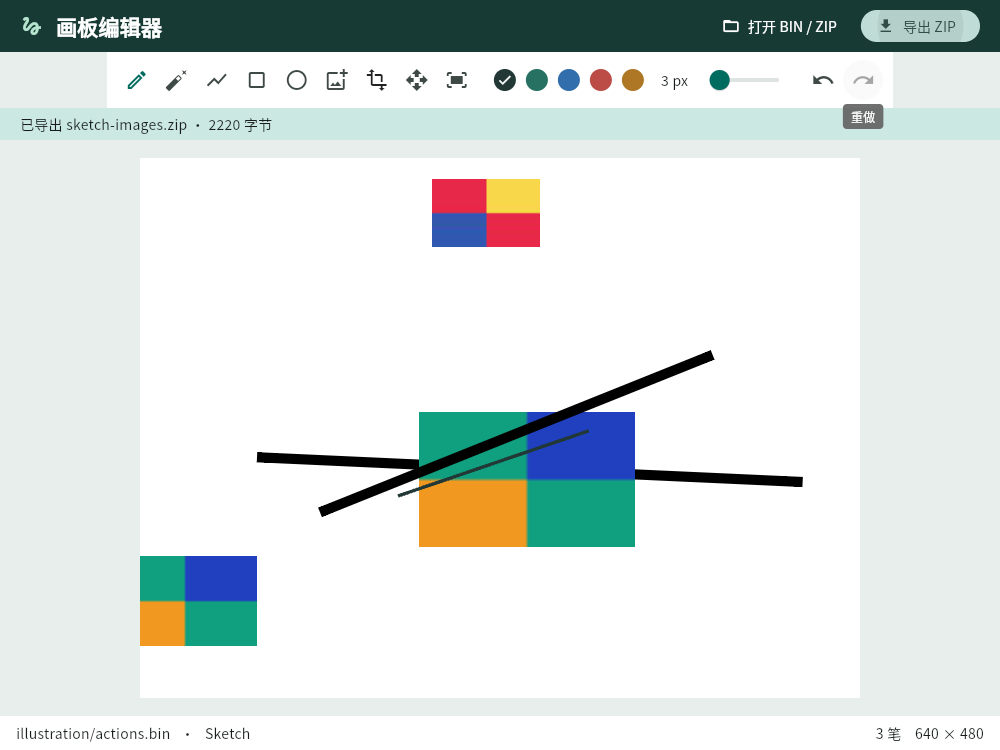 画板编辑器
打开 BIN / ZIP
导出 ZIP
3 px
重做
已导出 sketch-images.zip • 2220 字节
illustration/actions.bin • Sketch
3 笔 640 × 480